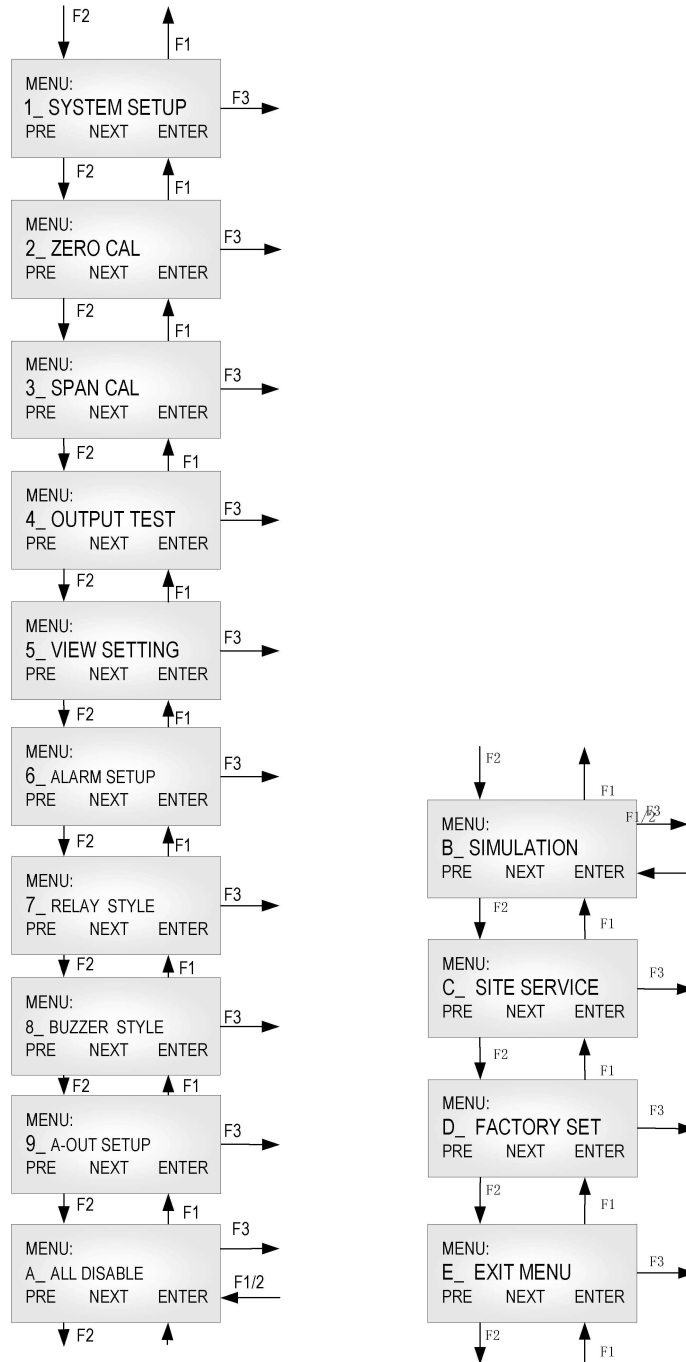 F2
F1
MENU:
1_ SYSTEM SETUP
F3
PRE NEXT ENTER
F2
F1
MENU:
2_ ZERO CAL
F3
PRE NEXT ENTER
F2
F1
MENU:
3_ SPAN CAL
F3
PRE NEXT ENTER
F2
F1
MENU:
4_ OUTPUT TEST
F3
PRE NEXT ENTER
F2
F1
MENU:
5_ VIEW SETTING
F3
PRE NEXT ENTER
F2
F1
MENU:
6_ ALARM SETUP
F3
PRE NEXT ENTER
F2
F1
MENU:
7_ RELAY STYLE
F3
PRE NEXT ENTER
F2
F1
MENU:
8_ BUZZER STYLE
F3
PRE NEXT ENTER
F2
F1
MENU:
9_ A-OUT SETUP
F3
PRE NEXT ENTER
F2
F1
F3
MENU:
A_ ALL DISABLE
F1/2
PRE NEXT ENTER
F2
F2
F1
F3
F1/2
MENU:
B_ SIMULATION
PRE NEXT ENTER
F2
F1
MENU:
C_ SITE SERVICE
F3
PRE NEXT ENTER
F2
F1
MENU:
D_ FACTORY SET
F3
PRE NEXT ENTER
F2
F1
MENU:
E_ EXIT MENU
F3
PRE NEXT ENTER
F2
F1